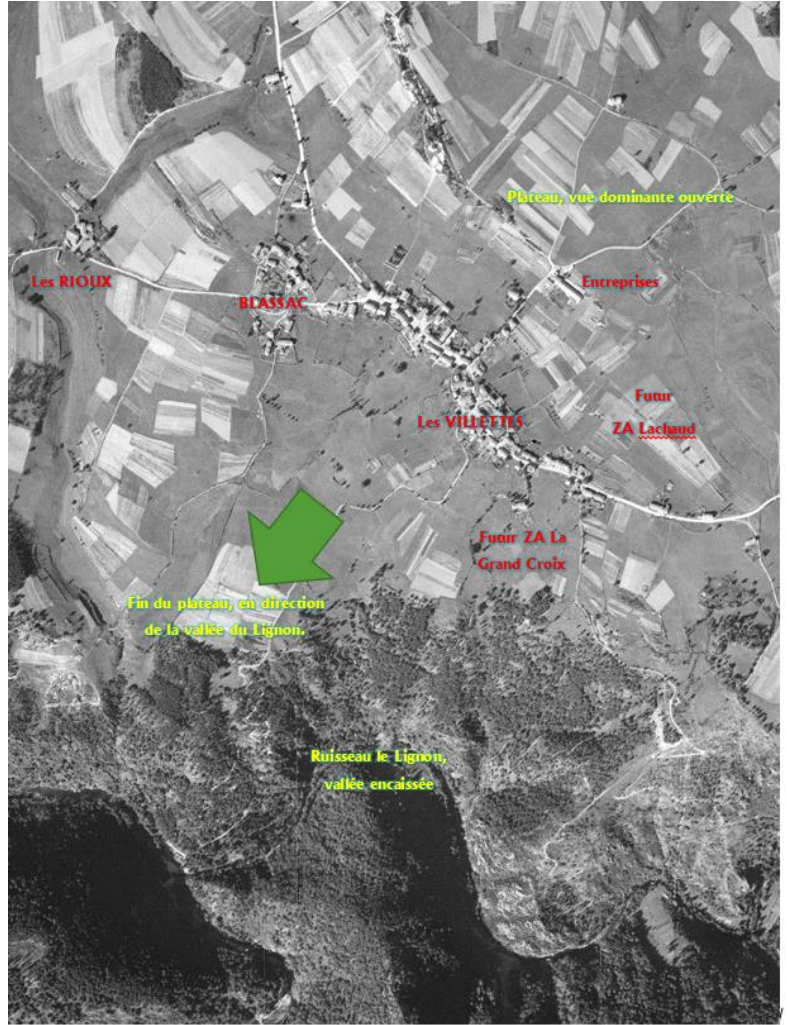 Plateau, vue dominante ouverte
Les RIOUX
BLASSAC
Entreprises
Futur
ZA Lachaud
Les VILLETTES
Futur ZA La
Grand Croix
Fin du plateau, en direction
de la vallée du Lignon.
Ruisseau le Lignon,
vallée encaissée